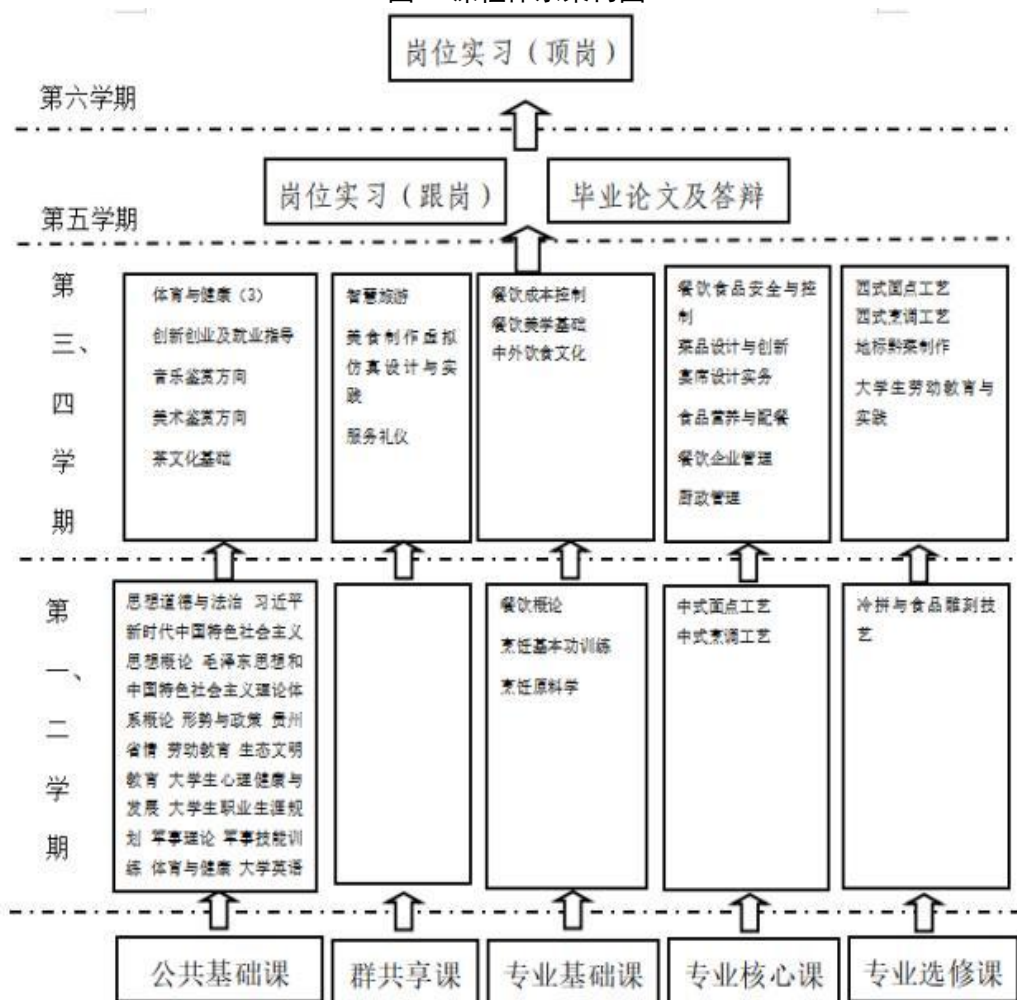 岗位实习（顶岗）
第六学期
岗位实习（跟岗）
毕业论文及答辩
第五学期
第
三、
四
学
期
体育与健康（3）
创新创业及就业指导
音乐鉴赏方向
美术鉴赏方向
茶文化基础
智慧旅游
美食制作虚拟
仿真设计与实
践
服务礼仪
餐饮成本控制
餐饮美学基础
中外饮食文化
餐饮食品安全与控
制
菜品设计与创新
宴席设计实务
食品营养与配餐
餐饮企业管理
厨政管理
西式面点工艺
西式烹调工艺
地标黔菜制作
大学生劳动教育与
实践
第
一、
二
学
期
思想道德与法治 习近平
新时代中国特色社会主义
思想概论 毛泽东思想和
中国特色社会主义理论体
系概论 形势与政策 贵州
省情 劳动教育 生态文明
教育 大学生心理健康与
发展 大学生职业生涯规
划 军事理论 军事技能训
练 体育与健康 大学英语
餐饮概论
烹饪基本功训练
烹饪原料学
中式面点工艺
中式烹调工艺
冷拼与食品雕刻技
艺
公共基础课
群共享课
专业基础课
专业核心课
专业选修课